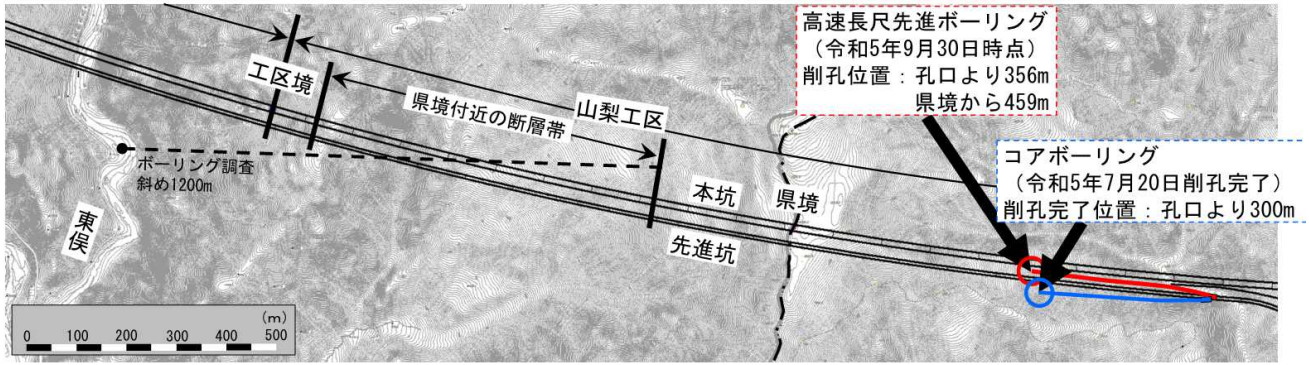 高速長尺先進ボーリング
（令和5年9月30日時点）
削孔位置：孔口より356m
県境から459m
コアボーリング
（令和5年7月20日削孔完了）
削孔完了位置：孔口より300m
工区境
県境付近の断層帯
山梨工区
ボーリング調査
斜め1200m
東俣
本坑
県境
先進坑
(m)
0 100 200 300 400 500